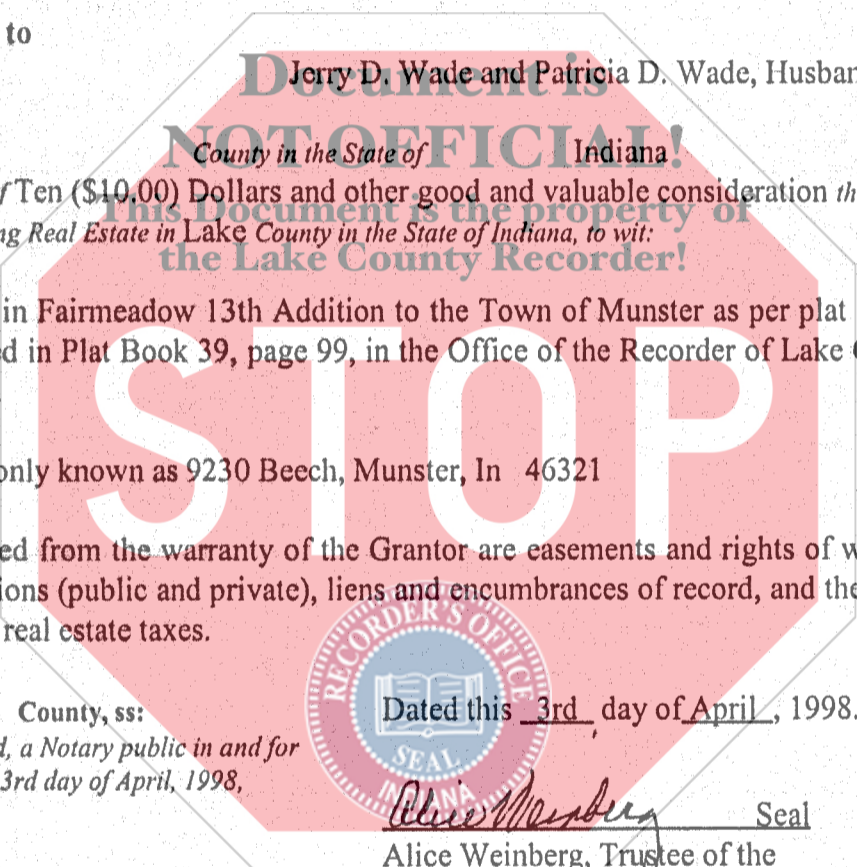 to
Jerry D. Wade and Patricia D. Wade, Husban
Document is
NOT OFFICIAL!
This Document is the property of
the Lake County Recorder!
County in the State of Indiana
f Ten ($10.00) Dollars and other good and valuable consideration th
ng Real Estate in Lake County in the State of Indiana, to wit:
in Fairmeadow 13th Addition to the Town of Munster as per plat
ed in Plat Book 39, page 99, in the Office of the Recorder of Lake C
STOP
only known as 9230 Beech, Munster, In 46321
ed from the warranty of the Grantor are easements and rights of w
ions (public and private), liens and encumbrances of record, and the
real estate taxes.
RECORDER'S OFFICE
SEAL
INDIANA
County, ss:
d, a Notary public in and for
3rd day of April, 1998,
Dated this 3rd day of April, 1998.
Alice Weinberg Seal
Alice Weinberg, Trustee of the